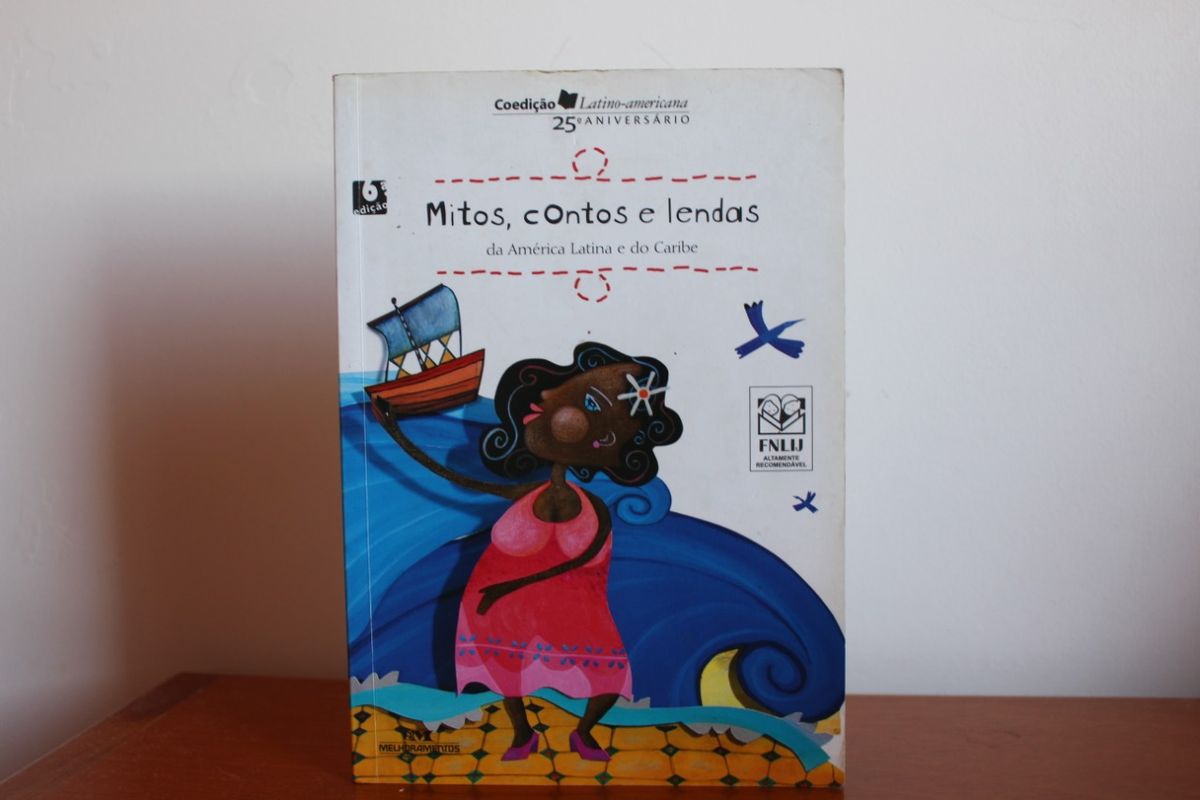 Coedição Latino-americana
25º ANIVERSÁRIO
6ª
edição
Mitos, contos e lendas
da América Latina e do Caribe
FNLIJ
ALTAMENTE
RECOMENDÁVEL
MELHORAMENTOS